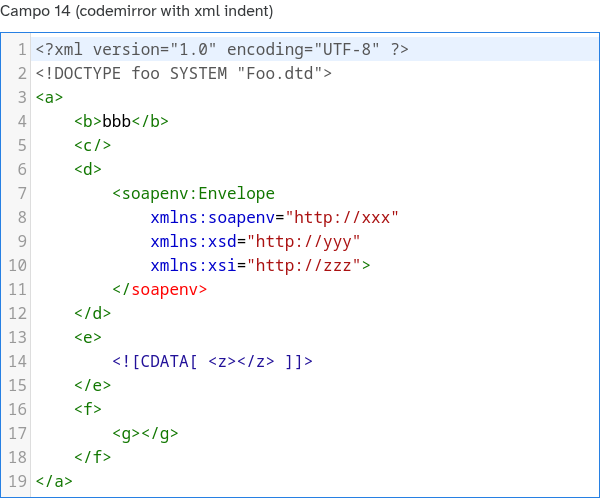 Campo 14 (codemirror with xml indent)
1 <?xml version="1.0" encoding="UTF-8" ?>
2 <!DOCTYPE foo SYSTEM "Foo.dtd">
3 <a>
4     <b>bbb</b>
5     <c/>
6     <d>
7         <soapenv:Envelope
8             xmlns:soapenv="http://xxx"
9             xmlns:xsd="http://yyy"
10             xmlns:xsi="http://zzz">
11         </soapenv>
12     </d>
13     <e>
14         <![CDATA[ <z></z> ]]>
15     </e>
16     <f>
17         <g></g>
18     </f>
19 </a>